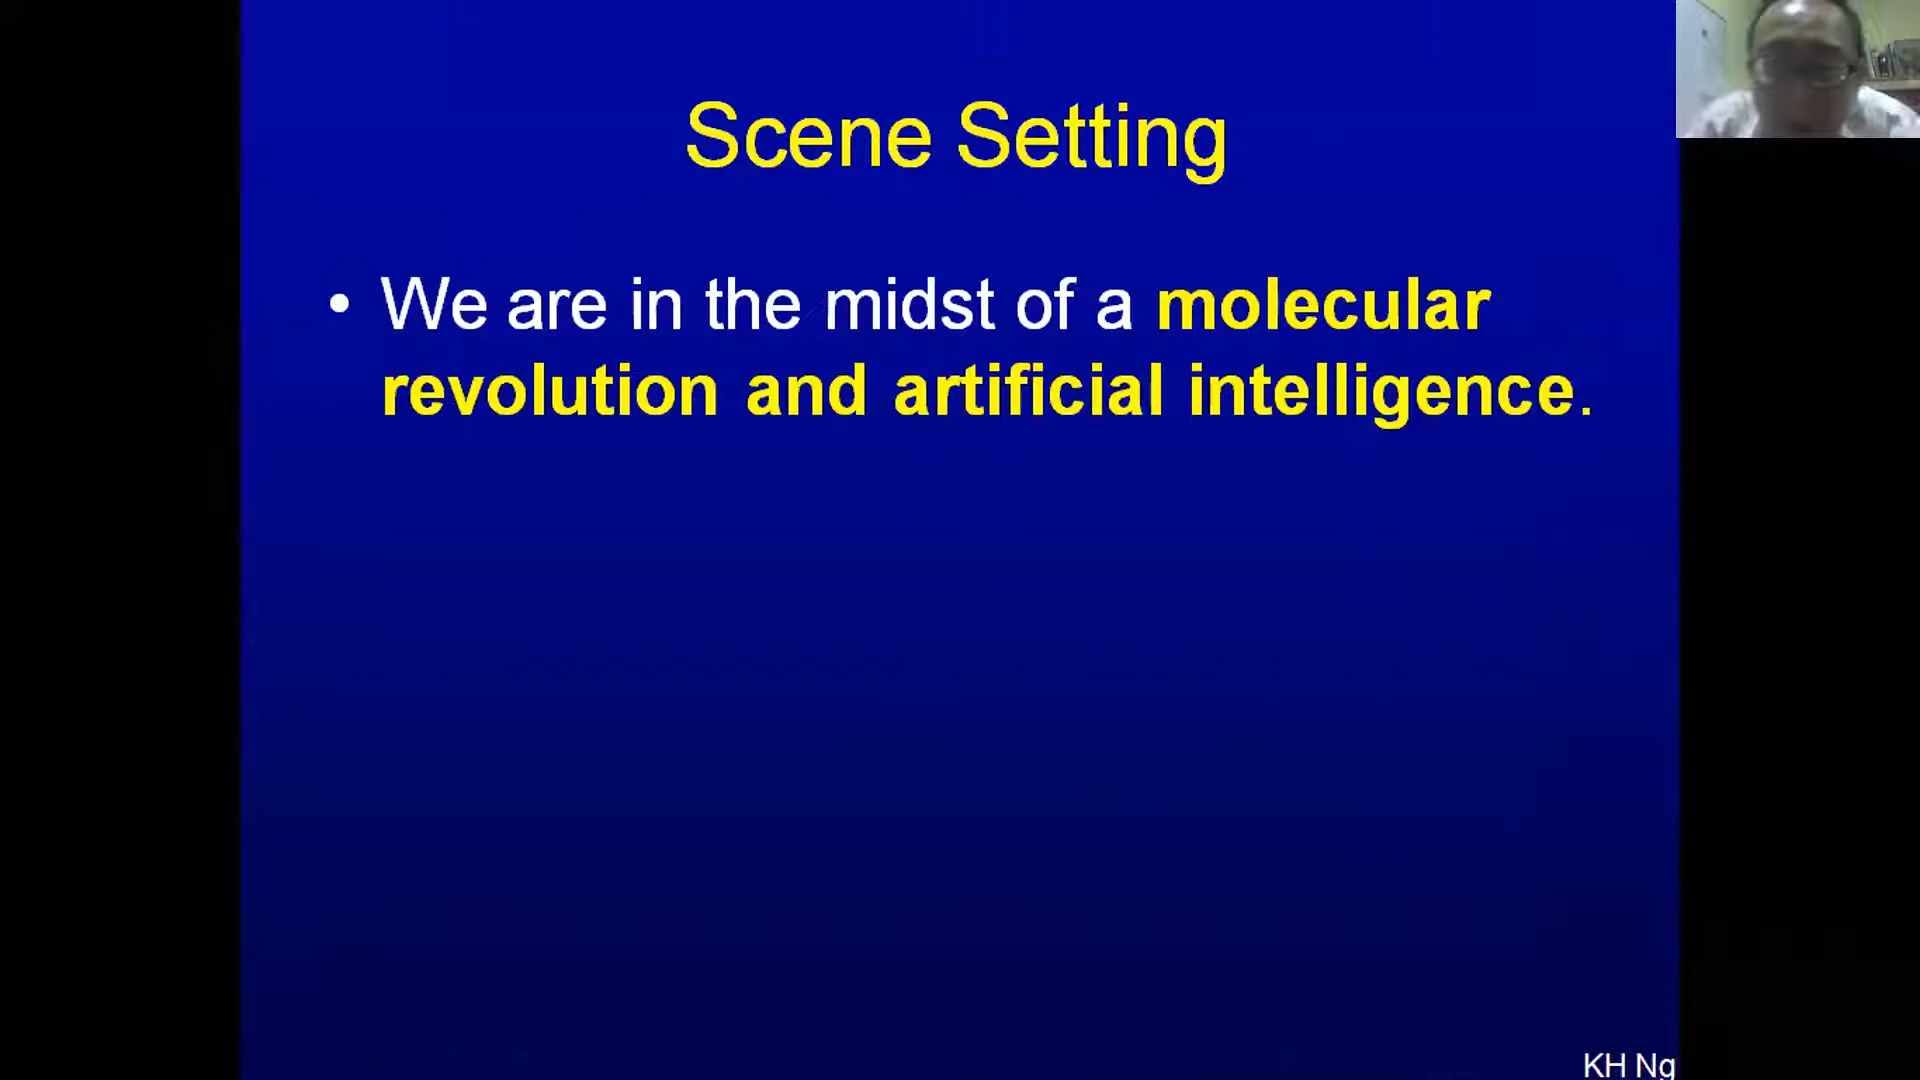 Scene Setting
• We are in the midst of a molecular
revolution and artificial intelligence.
KH Ng